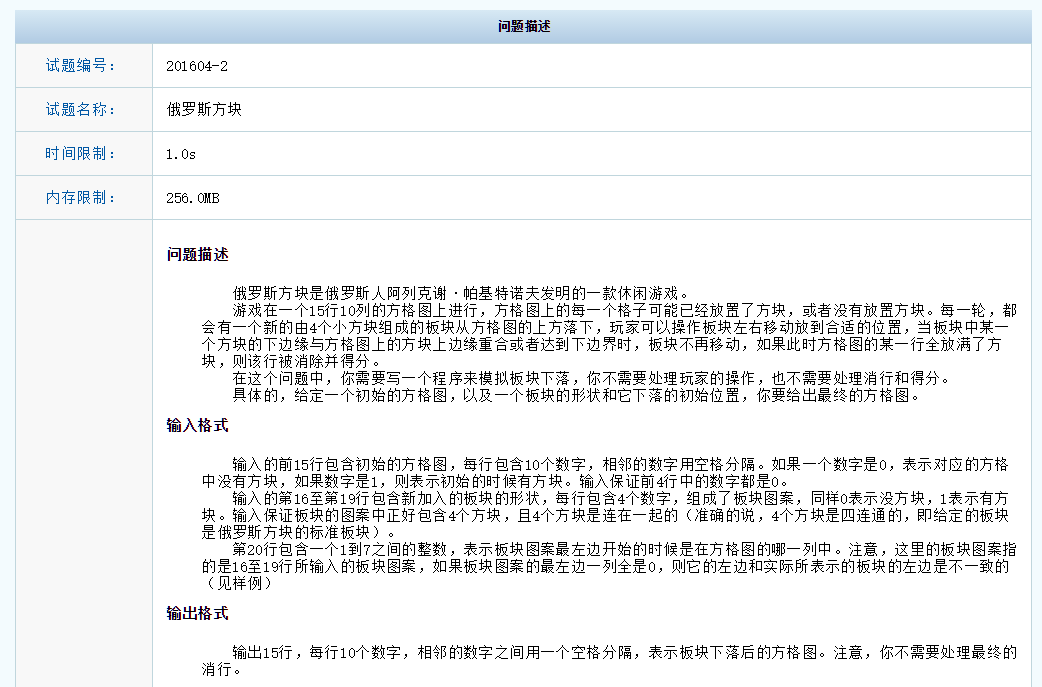 问题描述
试题编号： 201604-2
试题名称： 俄罗斯方块
时间限制： 1.0s
内存限制： 256.0MB
问题描述
俄罗斯方块是俄罗斯人阿列克谢·帕基特诺夫发明的一款休闲游戏。
游戏在一个15行10列的方格图上进行，方格图上的每一个格子可能已经放置了方块，或者没有放置方块。每一轮，都
会有一个新的由4个小方块组成的板块从方格图的上方落下，玩家可以操作板块左右移动放到合适的位置，当板块中某一
个方块的下边缘与方格图上的方块上边缘重合或者达到下边界时，板块不再移动，如果此时方格图的某一行全放满了方
块，则该行被消除并得分。
在这个问题中，你需要写一个程序来模拟板块下落，你不需要处理玩家的操作，也不需要处理消行和得分。
具体的，给定一个初始的方格图，以及一个板块的形状和它下落的初始位置，你要给出最终的方格图。
输入格式
输入的前15行包含初始的方格图，每行包含10个数字，相邻的数字用空格分隔。如果一个数字是0，表示对应的方格
中没有方块，如果数字是1，则表示初始的时候有方块。输入保证前4行中的数字都是0。
输入的第16至第19行包含新加入的板块的形状，每行包含4个数字，组成了板块图案，同样0表示没方块，1表示有方
块。输入保证板块的图案中正好包含4个方块，且4个方块是连在一起的（准确的说，4个方块是四连通的，即给定的板块
是俄罗斯方块的标准板块）。
第20行包含一个1到7之间的整数，表示板块图案最左边开始的时候是在方格图的哪一列中。注意，这里的板块图案指
的是16至19行所输入的板块图案，如果板块图案的最左边一列全是0，则它的左边和实际所表示的板块的左边是不一致的
（见样例）
输出格式
输出15行，每行10个数字，相邻的数字之间用一个空格分隔，表示板块下落后的方格图。注意，你不需要处理最终的
消行。